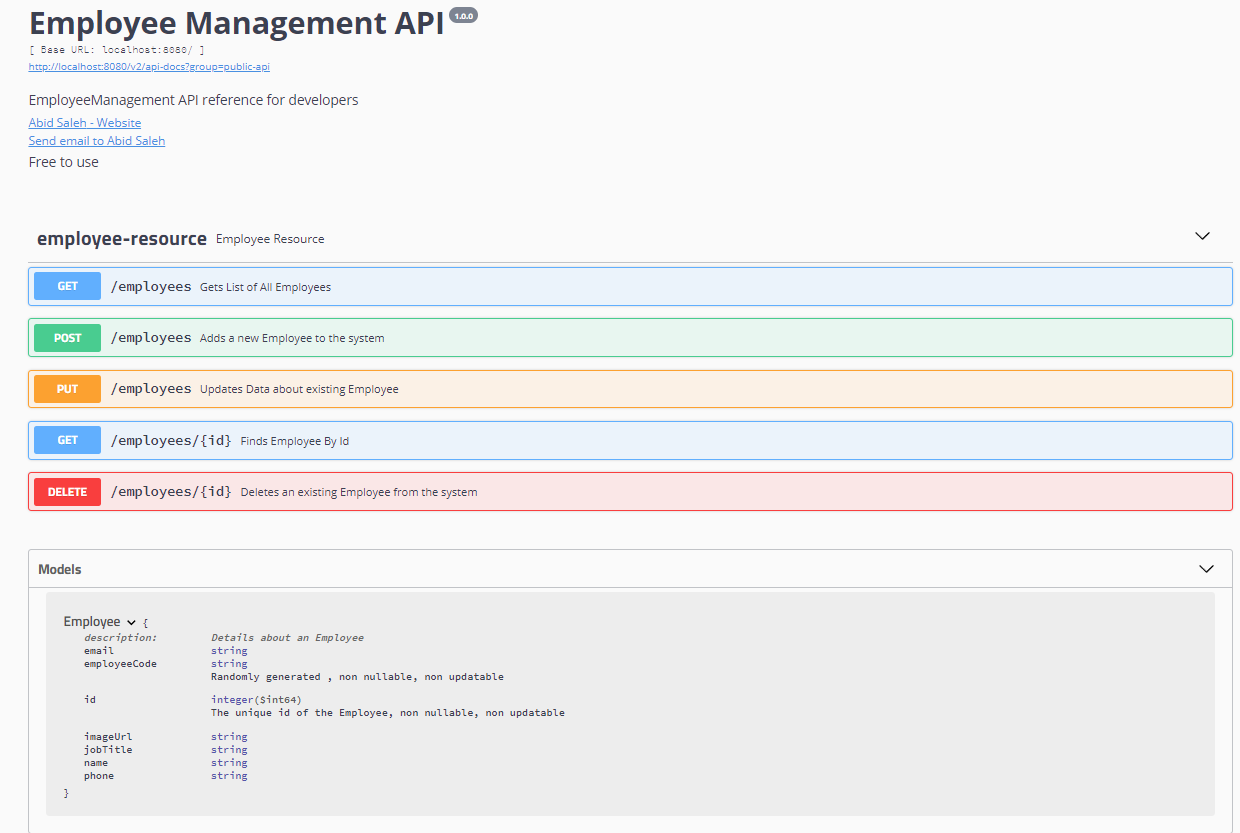 Employee Management API 1.0.0
[ Base URL: localhost:8080/ ]
http://localhost:8080/v2/api-docs?group=public-api
EmployeeManagement API reference for developers
Abid Saleh - Website
Send email to Abid Saleh
Free to use
employee-resource Employee Resource
GET /employees Gets List of All Employees
POST /employees Adds a new Employee to the system
PUT /employees Updates Data about existing Employee
GET /employees/{id} Finds Employee By Id
DELETE /employees/{id} Deletes an existing Employee from the system
Models
Employee {
description: Details about an Employee
email string
employeeCode string
Randomly generated , non nullable, non updatable
id integer($int64)
The unique id of the Employee, non nullable, non updatable
imageUrl string
jobTitle string
name string
phone string
}